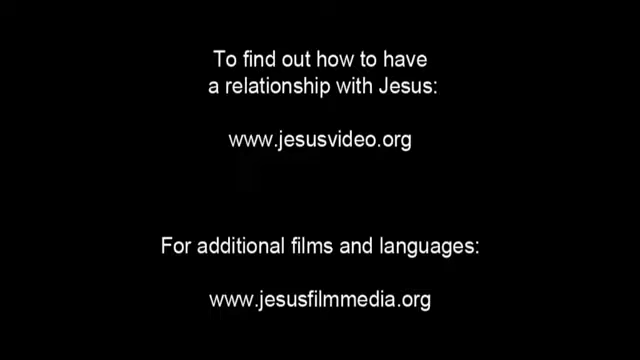 To find out how to have
a relationship with Jesus:
www.jesusvideo.org
For additional films and languages:
www.jesusfilmmedia.org